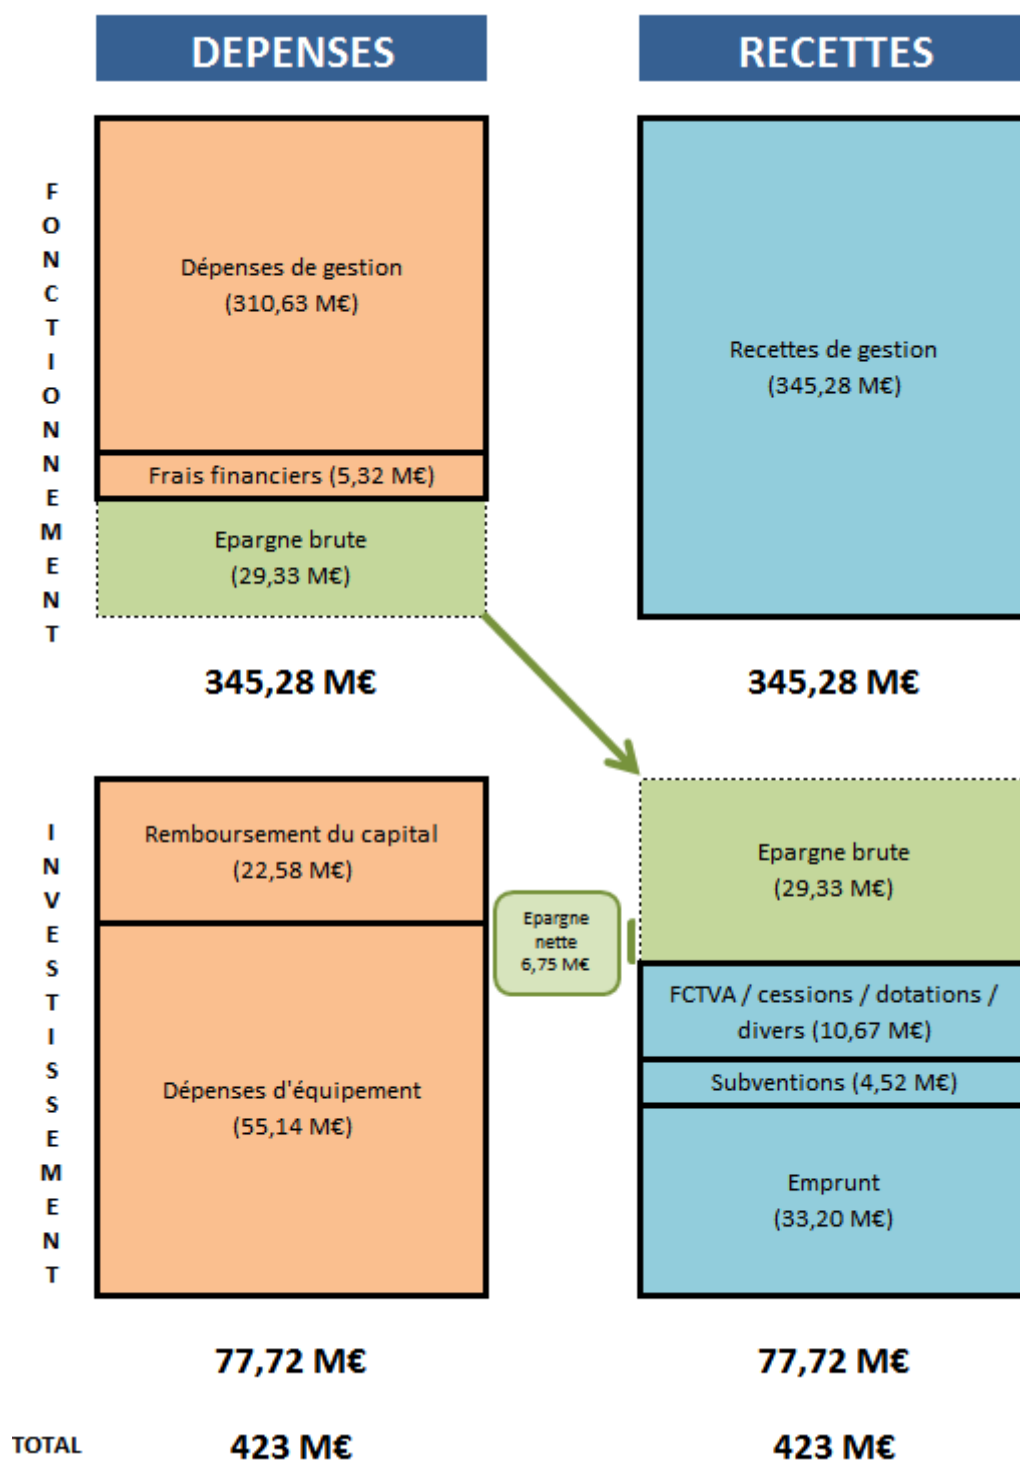 DEPENSES
RECETTES
FONCTIONNEMENT
Dépenses de gestion
(310,63 M€)
Frais financiers (5,32 M€)
Epargne brute
(29,33 M€)
345,28 M€
Recettes de gestion
(345,28 M€)
345,28 M€
INVESTISSEMENT
Remboursement du capital
(22,58 M€)
Dépenses d'équipement
(55,14 M€)
77,72 M€
Epargne
nette
6,75 M€
Epargne brute
(29,33 M€)
FCTVA / cessions / dotations /
divers (10,67 M€)
Subventions (4,52 M€)
Emprunt
(33,20 M€)
77,72 M€
TOTAL
423 M€
423 M€